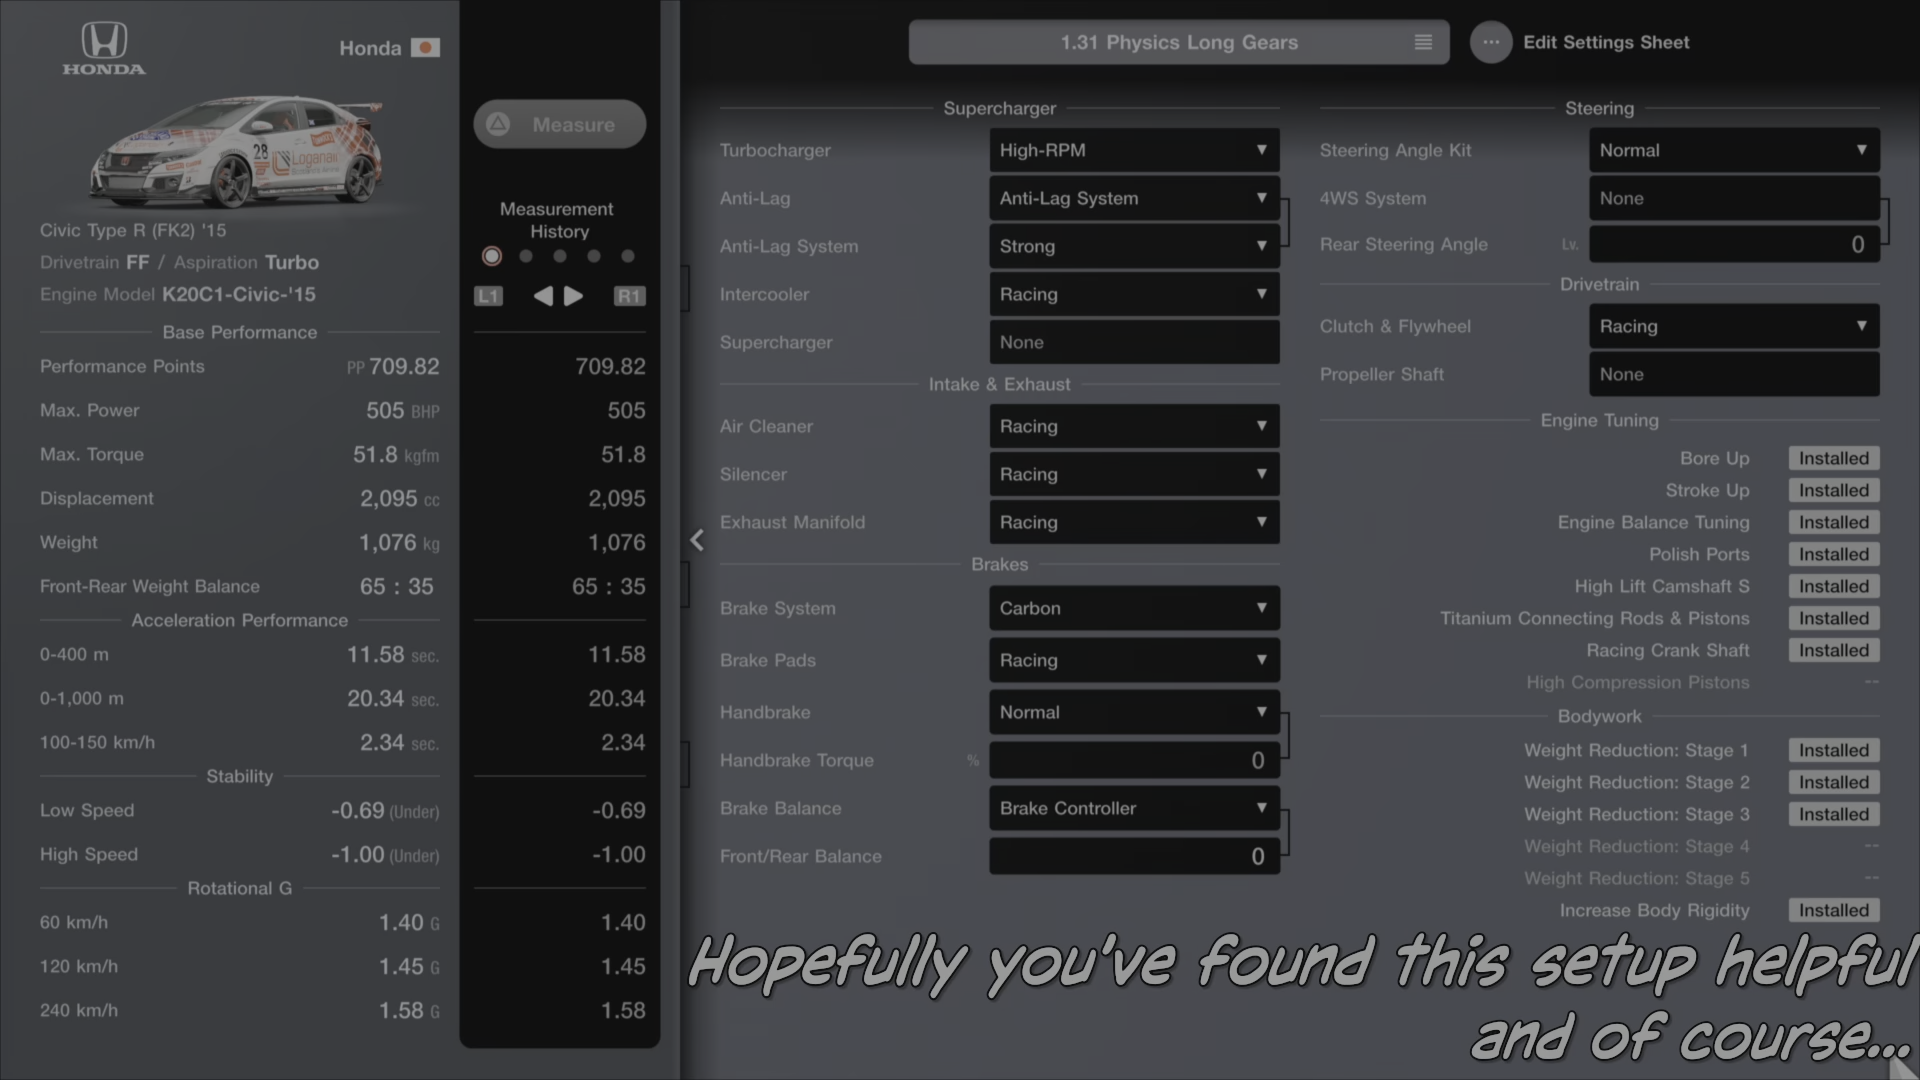 HONDA
Honda
28
Loganair
Civic Type R (FK2) '15
Drivetrain FF / Aspiration Turbo
Engine Model K20C1-Civic-'15
Base Performance
Performance Points PP 709.82
Max. Power 505 BHP
Max. Torque 51.8 kgfm
Displacement 2,095 cc
Weight 1,076 kg
Front-Rear Weight Balance 65 : 35
Acceleration Performance
0-400 m 11.58 sec.
0-1,000 m 20.34 sec.
100-150 km/h 2.34 sec.
Stability
Low Speed -0.69 (Under)
High Speed -1.00 (Under)
Rotational G
60 km/h 1.40 G
120 km/h 1.45 G
240 km/h 1.58 G
Measure
Measurement
History
L1 R1
709.82
505
51.8
2,095
1,076
65 : 35
11.58
20.34
2.34
-0.69
-1.00
1.40
1.45
1.58
1.31 Physics Long Gears
Edit Settings Sheet
Supercharger
Turbocharger High-RPM
Anti-Lag Anti-Lag System
Anti-Lag System Strong
Intercooler Racing
Supercharger None
Intake & Exhaust
Air Cleaner Racing
Silencer Racing
Exhaust Manifold Racing
Brakes
Brake System Carbon
Brake Pads Racing
Handbrake Normal
Handbrake Torque % 0
Brake Balance Brake Controller
Front/Rear Balance 0
Steering
Steering Angle Kit Normal
4WS System None
Rear Steering Angle Lv. 0
Drivetrain
Clutch & Flywheel Racing
Propeller Shaft None
Engine Tuning
Bore Up Installed
Stroke Up Installed
Engine Balance Tuning Installed
Polish Ports Installed
High Lift Camshaft S Installed
Titanium Connecting Rods & Pistons Installed
Racing Crank Shaft Installed
High Compression Pistons --
Bodywork
Weight Reduction: Stage 1 Installed
Weight Reduction: Stage 2 Installed
Weight Reduction: Stage 3 Installed
Weight Reduction: Stage 4 --
Weight Reduction: Stage 5 --
Increase Body Rigidity Installed
Hopefully you've found this setup helpful
and of course...